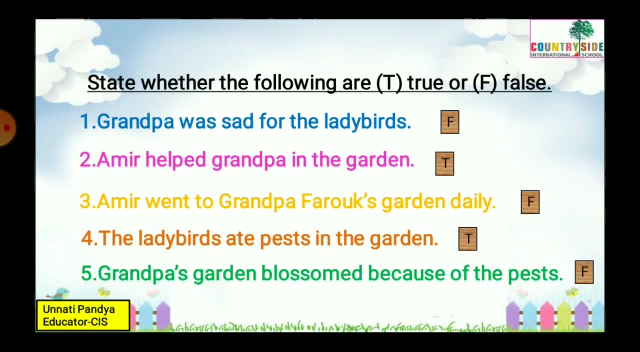 COUNTRYSIDE
INTERNATIONAL SCHOOL
State whether the following are (T) true or (F) false.
1.Grandpa was sad for the ladybirds. F
2.Amir helped grandpa in the garden. T
3.Amir went to Grandpa Farouk's garden daily. F
4.The ladybirds ate pests in the garden. T
5.Grandpa's garden blossomed because of the pests. F
Unnati Pandya
Educator-CIS